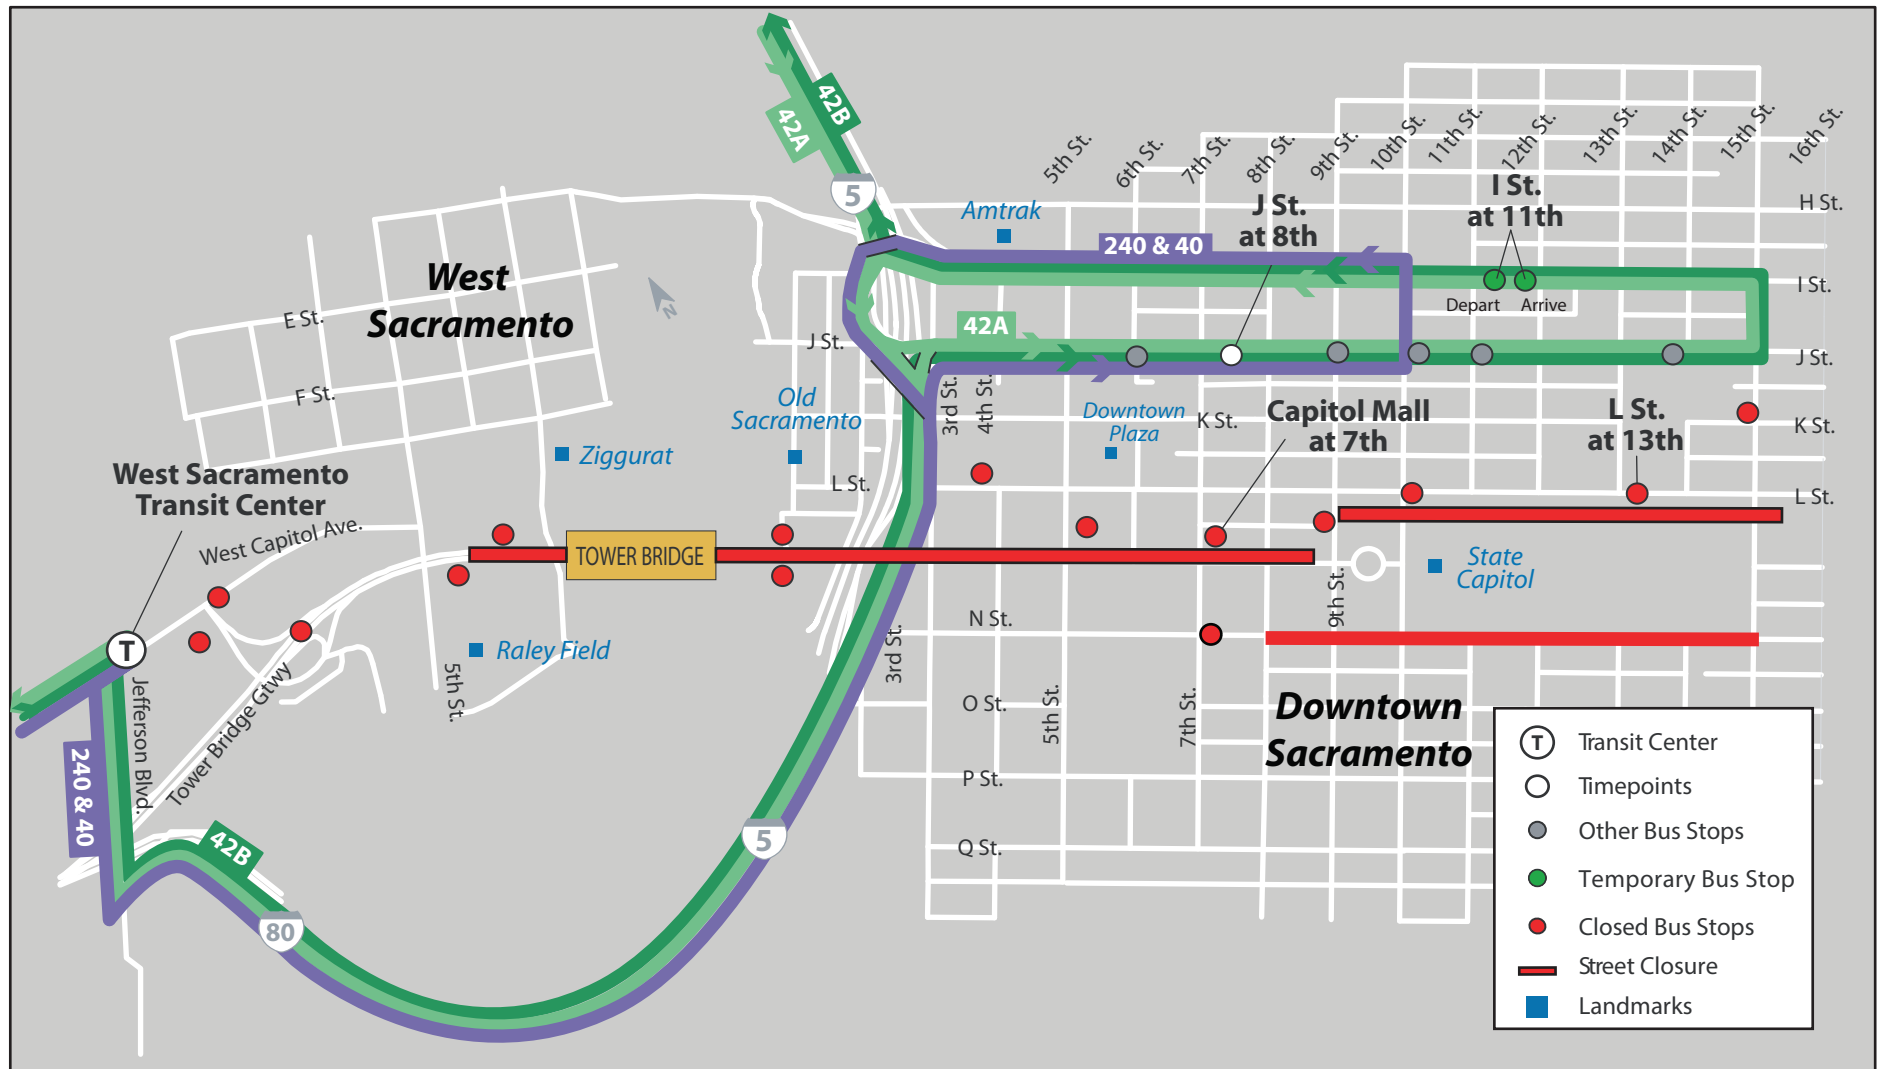 42B
42A
5
5th St.
6th St.
7th St.
8th St.
9th St.
10th St.
11th St.
12th St.
13th St.
14th St.
15th St.
16th St.
I St.
at 11th
J St.
at 8th
Amtrak
H St.
240 & 40
West
Sacramento
N
E St.
I St.
Depart
Arrive
42A
J St.
J St.
F St.
3rd St.
4th St.
Old
Sacramento
Downtown
Plaza
K St.
Capitol Mall
at 7th
L St.
at 13th
K St.
Ziggurat
West Sacramento
Transit Center
L St.
L St.
West Capitol Ave.
TOWER BRIDGE
State
Capitol
9th St.
N St.
T
Raley Field
3rd St.
5th St.
Jefferson Blvd.
Tower Bridge Gtwy
240 & 40
O St.
5th St.
7th St.
Downtown
Sacramento
P St.
Q St.
42B
5
80
T
Transit Center
Timepoints
Other Bus Stops
Temporary Bus Stop
Closed Bus Stops
Street Closure
Landmarks